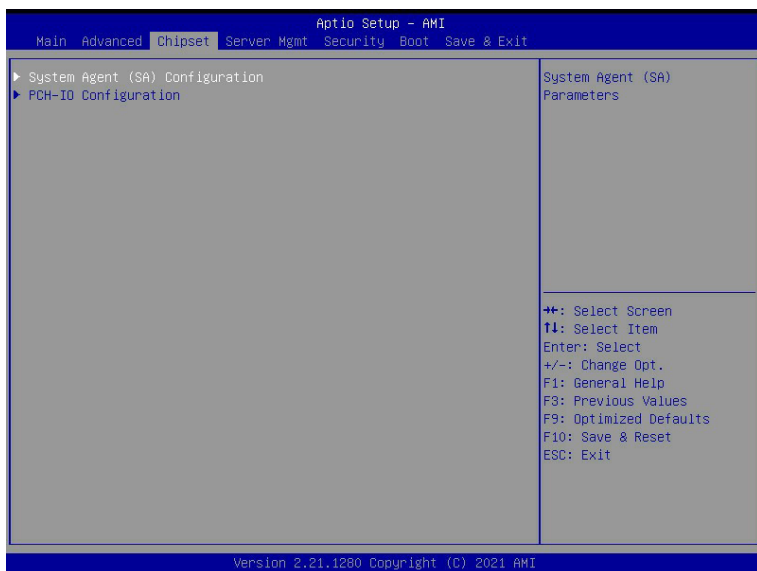 Aptio Setup – AMI
Main Advanced Chipset Server Mgmt Security Boot Save & Exit
▶ System Agent (SA) Configuration
▶ PCH-IO Configuration
System Agent (SA)
Parameters
→←: Select Screen
↑↓: Select Item
Enter: Select
+/-: Change Opt.
F1: General Help
F3: Previous Values
F9: Optimized Defaults
F10: Save & Reset
ESC: Exit
Version 2.21.1280 Copyright (C) 2021 AMI